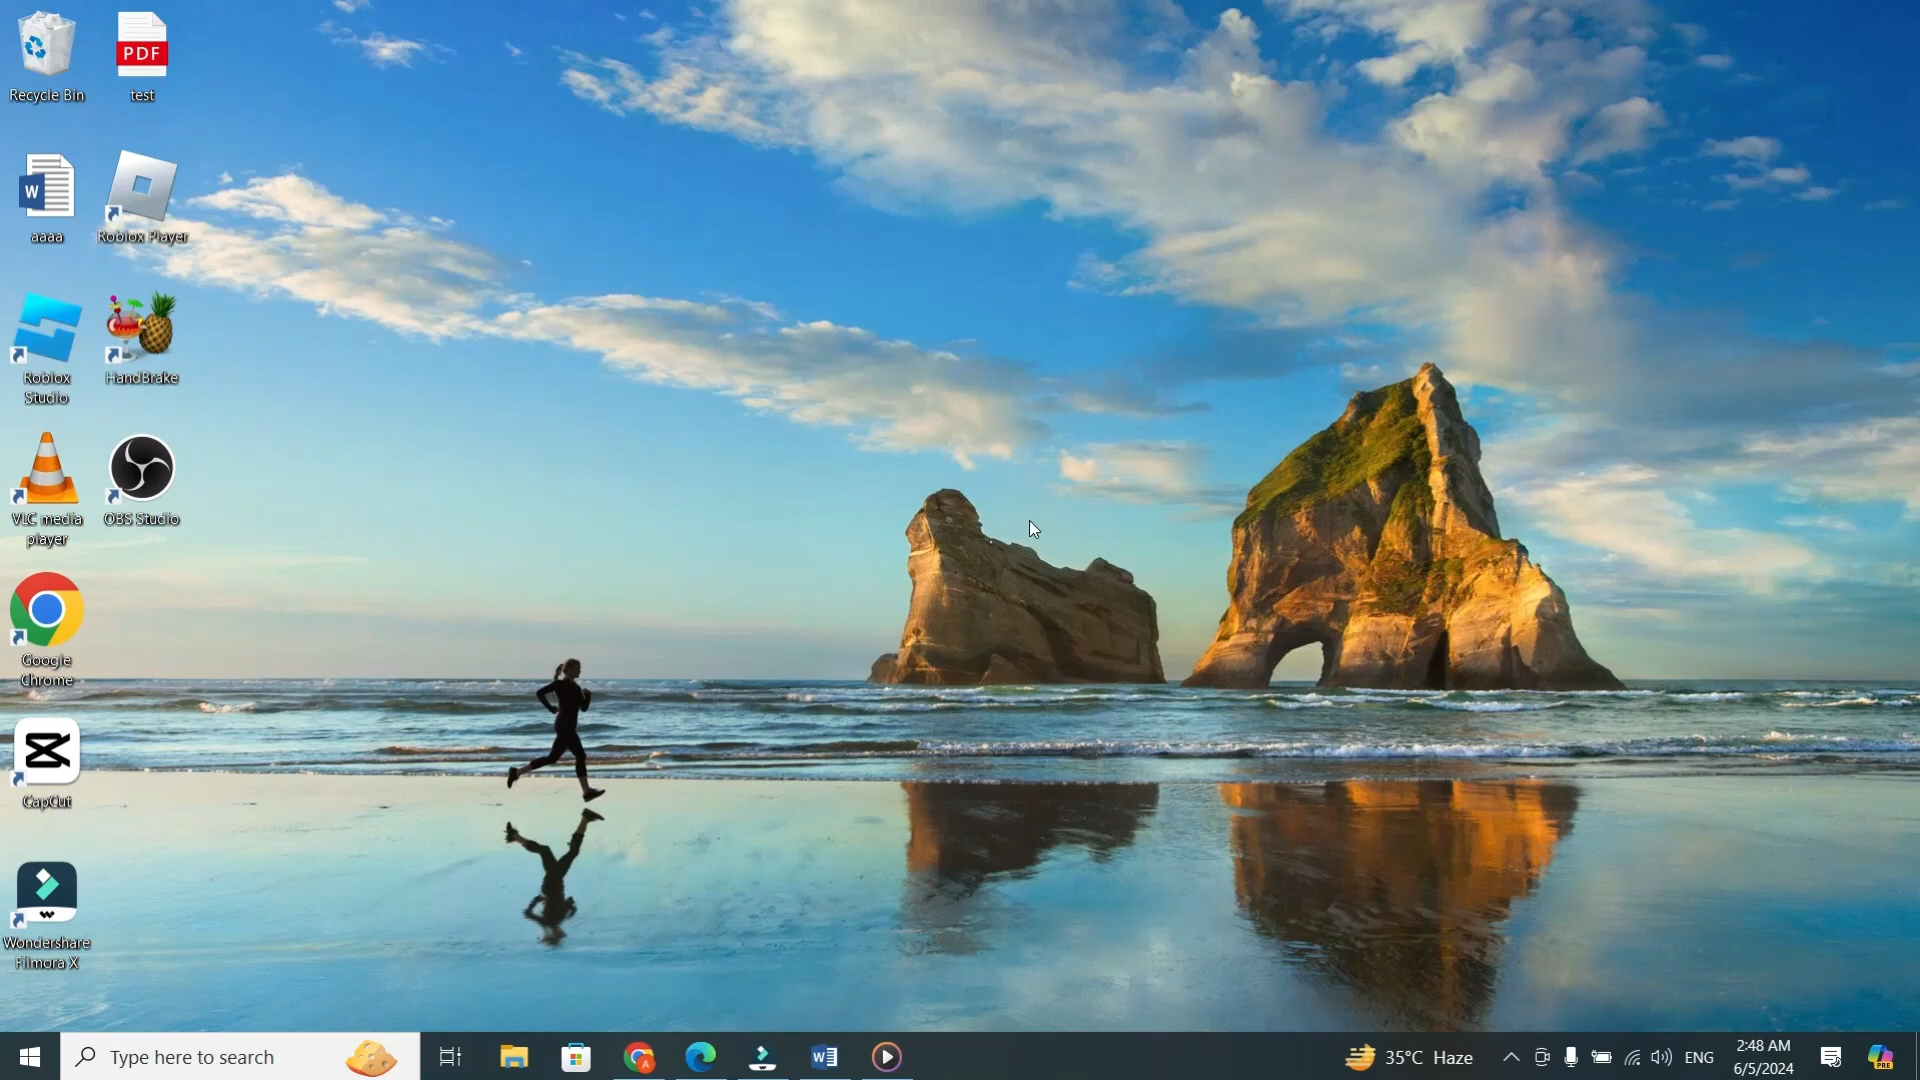 Recycle Bin
PDF
test
W
aaaa
Roblox Player
Roblox
Studio
HandBrake
VLC media
player
OBS Studio
Google
Chrome
CapCut
Wondershare
Filmora X
Type here to search
A
W
35°C Haze
ENG
2:48 AM
6/5/2024
PRE